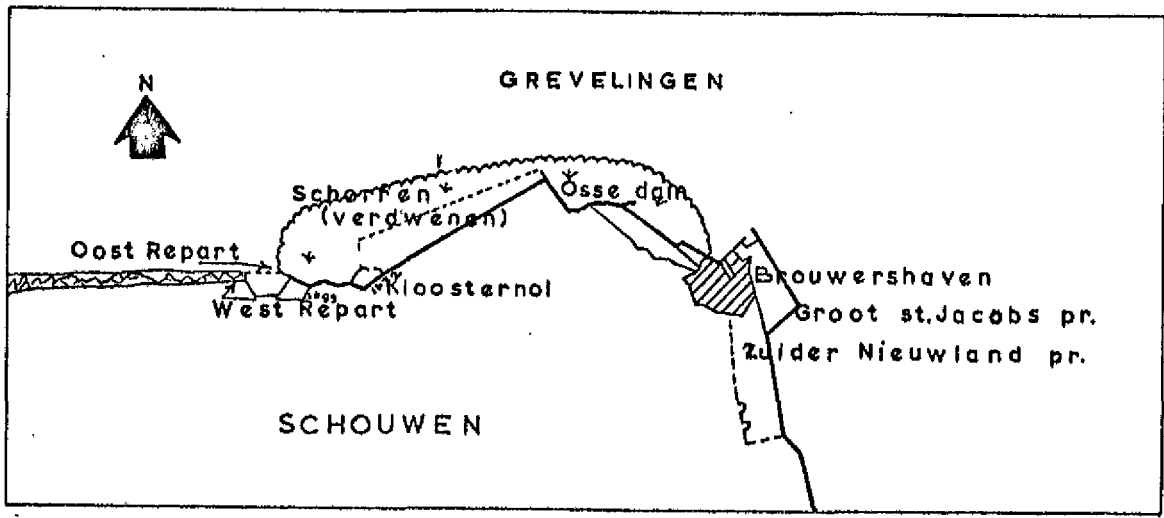 GREVELINGEN
N
Schorren
(verdwenen)
Osse dam
Oost Repart
West Repart
Kloosternol
Brouwershaven
Groot st.Jacobs pr.
Zuider Nieuwland pr.
SCHOUWEN